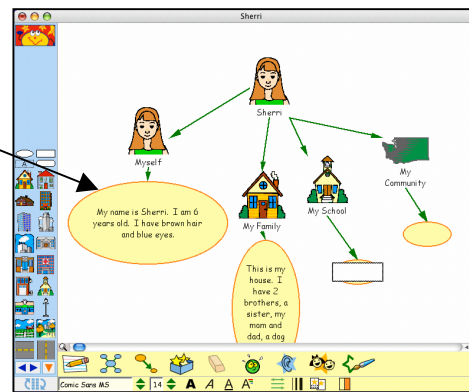 Sherri
Sherri
Myself
My name is Sherri. I am 6
years old. I have brown hair
and blue eyes.
My Family
This is my
house. I
have 2
brothers, a
sister, my
mom and
dad, a dog
My School
My
Community
Comic Sans MS
14
A A A A